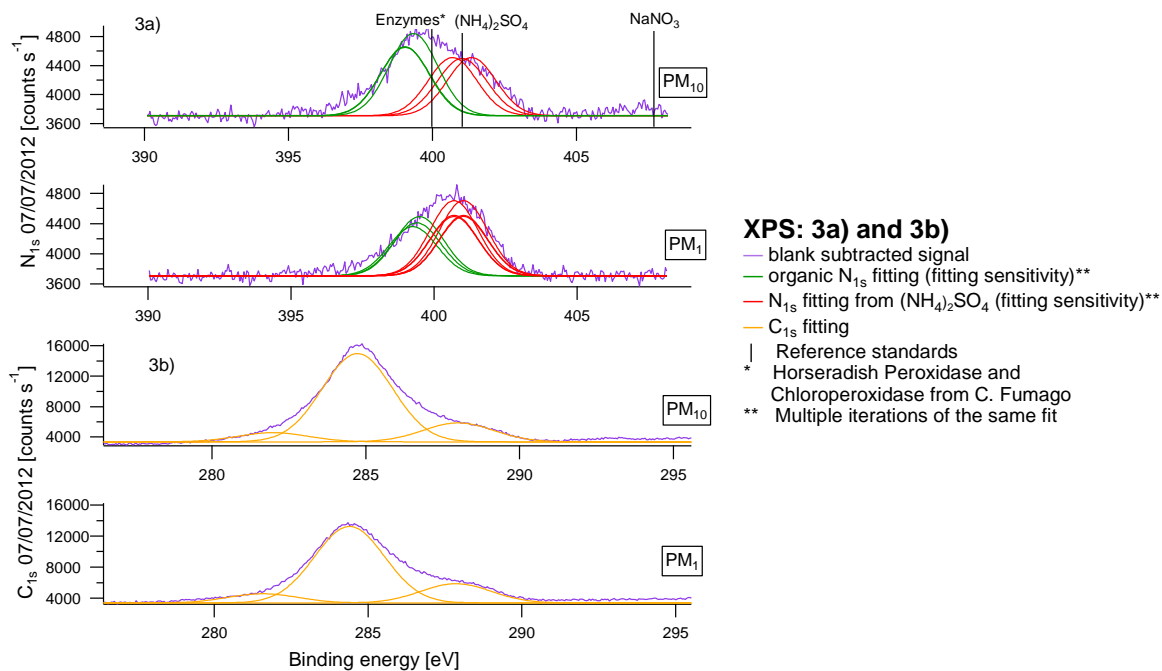 3a)
Enzymes*
(NH₄)₂SO₄
NaNO₃
4800
4400
4000
3600
PM₁₀
390
395
400
405
4800
4400
4000
3600
PM₁
390
395
400
405
N₁ₛ 07/07/2012 [counts s⁻¹]
3b)
16000
12000
8000
4000
PM₁₀
280
285
290
295
16000
12000
8000
4000
PM₁
280
285
290
295
C₁ₛ 07/07/2012 [counts s⁻¹]
Binding energy [eV]
XPS: 3a) and 3b)
blank subtracted signal
organic N₁ₛ fitting (fitting sensitivity)**
N₁ₛ fitting from (NH₄)₂SO₄ (fitting sensitivity)**
C₁ₛ fitting
| Reference standards
* Horseradish Peroxidase and
Chloroperoxidase from C. Fumago
** Multiple iterations of the same fit